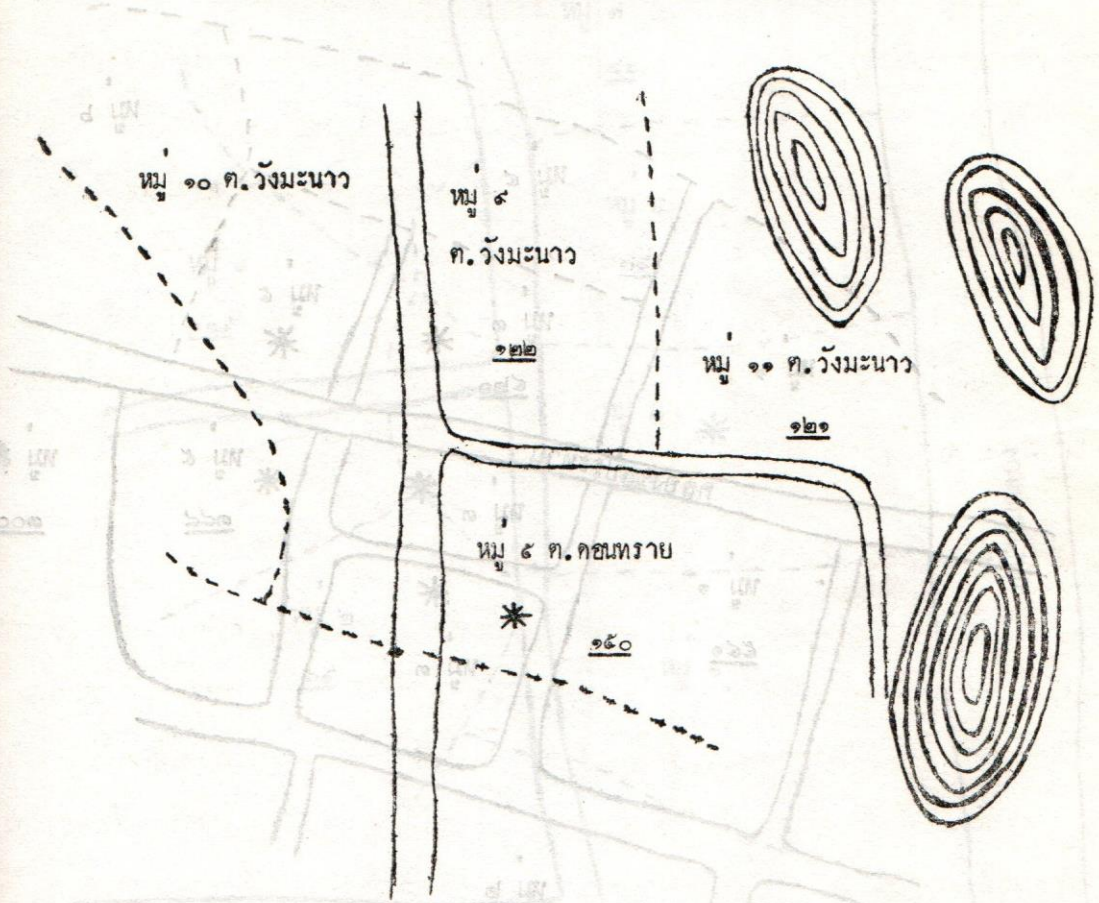 หมู่ ๑๐ ต.วังมะนาว
หมู่ ๙
ต.วังมะนาว
๑๒๒
หมู่ ๑๑ ต.วังมะนาว
๑๒๑
หมู่ ๕ ต.ดอนทราย
๑๕๐